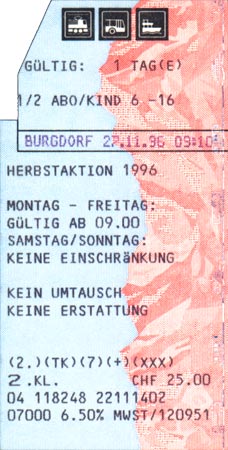 GÜLTIG: 1 TAG(E)
1/2 ABO/KIND 6 -16
BURGDORF 27.11.96 09:10
HERBSTAKTION 1996
MONTAG - FREITAG:
GÜLTIG AB 09.00
SAMSTAG/SONNTAG:
KEINE EINSCHRÄNKUNG
KEIN UMTAUSCH
KEINE ERSTATTUNG
(2.)(TK)(7)(+)(XXX)
2.KL. CHF 25.00
04 118248 22111402
07000 6.50% MWST/120951